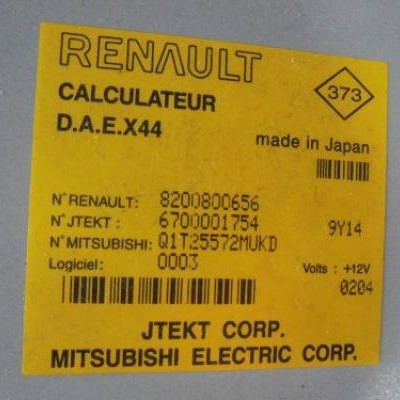 RENAULT
CALCULATEUR
373
D.A.E.X44
made in Japan
N° RENAULT: 8200800656
N° JTEKT : 6700001754 9Y14
N° MITSUBISHI: Q1T25572MUKD
Logiciel: 0003 Volts : +12V
0204
JTEKT CORP.
MITSUBISHI ELECTRIC CORP.